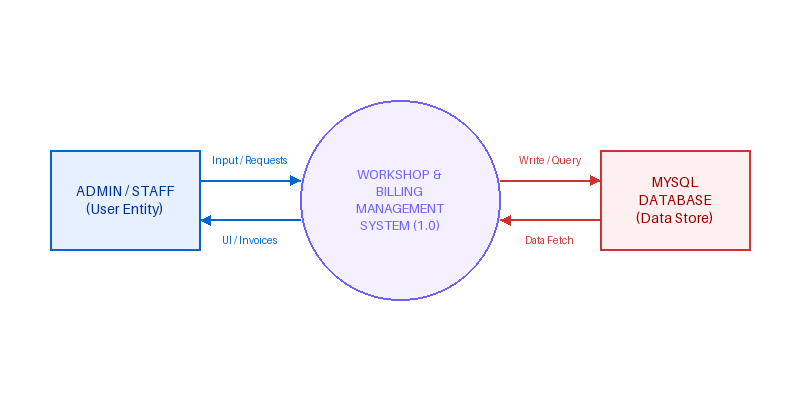 ADMIN / STAFF
(User Entity)
Input / Requests
UI / Invoices
WORKSHOP &
BILLING
MANAGEMENT
SYSTEM (1.0)
Write / Query
Data Fetch
MYSQL
DATABASE
(Data Store)